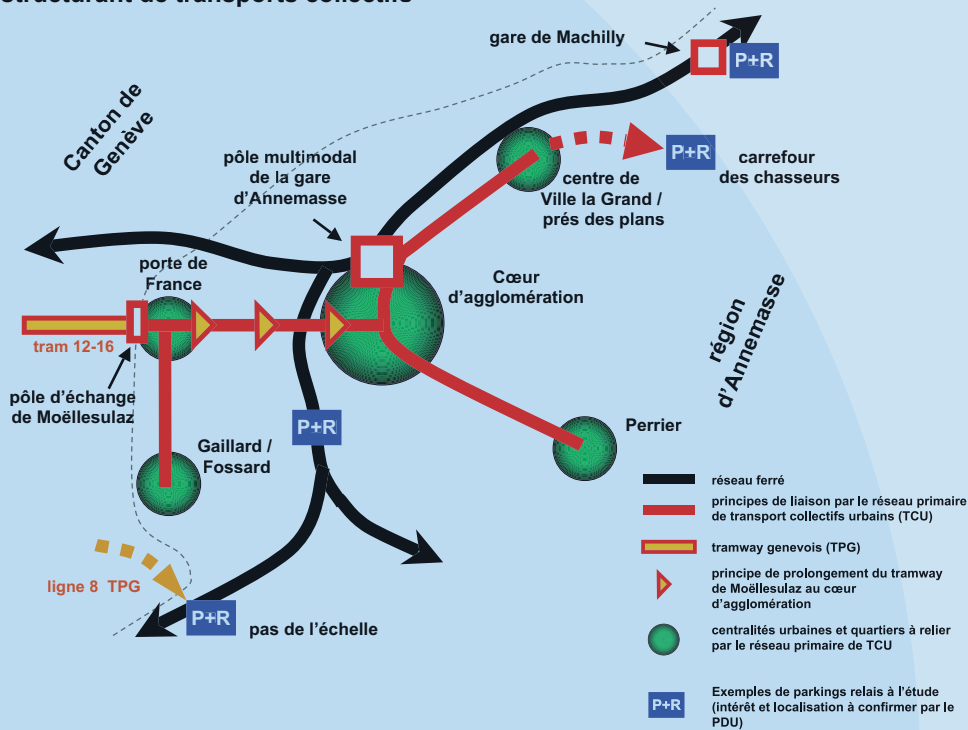 structurant de transports collectifs
gare de Machilly
P+R
Canton de
Genève
pôle multimodal
de la gare
d'Annemasse
P+R
carrefour
des chasseurs
centre de
Ville la Grand /
prés des plans
porte de
France
Cœur
d'agglomération
région
d'Annemasse
tram 12-16
pôle d'échange
de Moëllesulaz
P+R
Gaillard /
Fossard
Perrier
ligne 8 TPG
P+R
pas de l'échelle
réseau ferré
principes de liaison par le réseau primaire
de transport collectifs urbains (TCU)
tramway genevois (TPG)
principe de prolongement du tramway
de Moëllesulaz au cœur
d'agglomération
centralités urbaines et quartiers à relier
par le réseau primaire de TCU
P+R
Exemples de parkings relais à l'étude
(intérêt et localisation à confirmer par le
PDU)